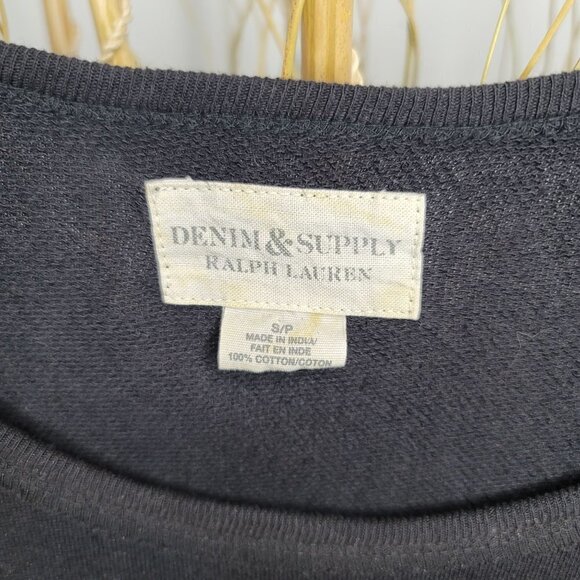 DENIM & SUPPLY
RALPH LAUREN
S/P
MADE IN INDIA/
FAIT EN INDE
100% COTTON/COTON